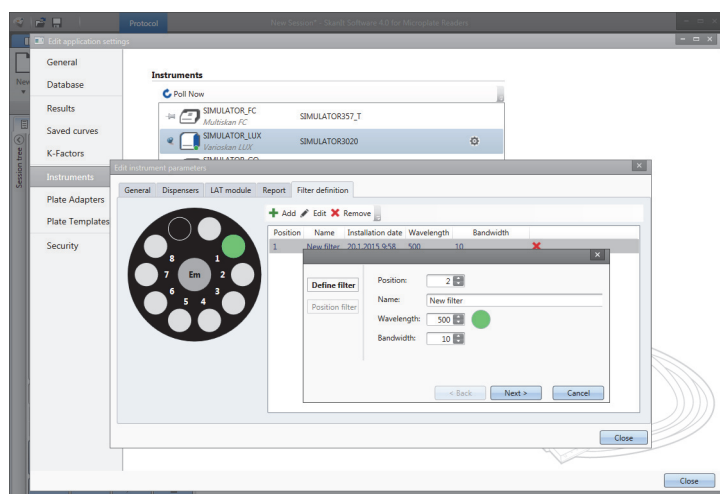 Protocol
New Session* - SkanIt Software 4.0 for Microplate Readers
Edit application settings
New
Session tree
General
Database
Results
Saved curves
K-Factors
Instruments
Plate Adapters
Plate Templates
Security
Instruments
Poll Now
SIMULATOR_FC SIMULATOR357_T
Multiskan FC
SIMULATOR_LUX SIMULATOR3020
Varioskan LUX
Edit instrument parameters
General Dispensers LAT module Report Filter definition
Add Edit Remove
Position Name Installation date Wavelength Bandwidth
1 New filter 20.1.2015 9:58 500 10
8 1
7 Em 2
6 3
5 4
Define filter
Position filter
Position: 2
Name: New filter
Wavelength: 500
Bandwidth: 10
< Back Next > Cancel
Close
Close